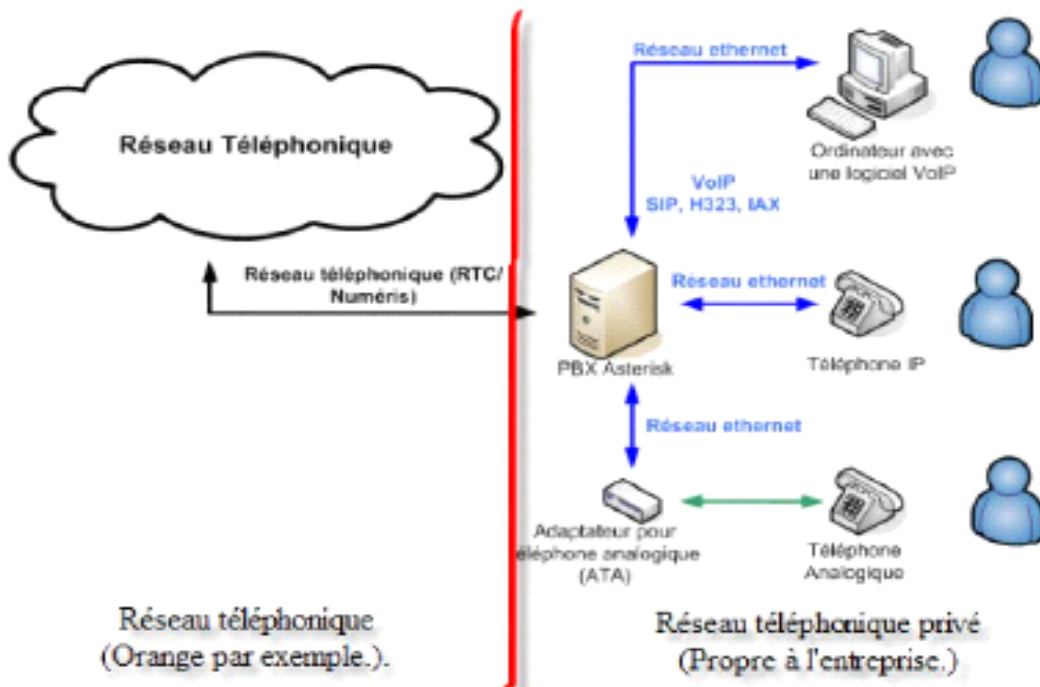 Réseau Téléphonique
Réseau téléphonique (RTC/
Numéris)
Réseau téléphonique
(Orange par exemple.).
Réseau ethernet
Ordinateur avec
une logiciel VoIP
VoIP
SIP, H323, IAX
PBX Asterisk
Réseau ethernet
Téléphone IP
Réseau ethernet
Adaptateur pour
éléphone analogique
(ATA)
Téléphone
Analogique
Réseau téléphonique privé
(Propre à l'entreprise.)